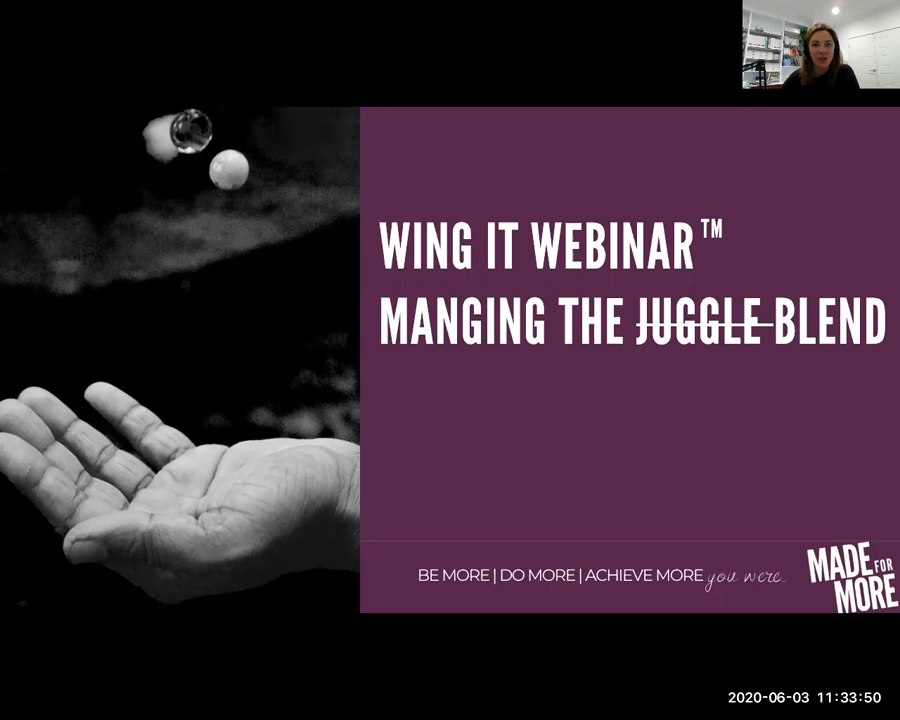 WING IT WEBINAR™
MANGING THE JUGGLE BLEND
BE MORE | DO MORE | ACHIEVE MORE you were...
MADE FOR MORE
2020-06-03 11:33:50